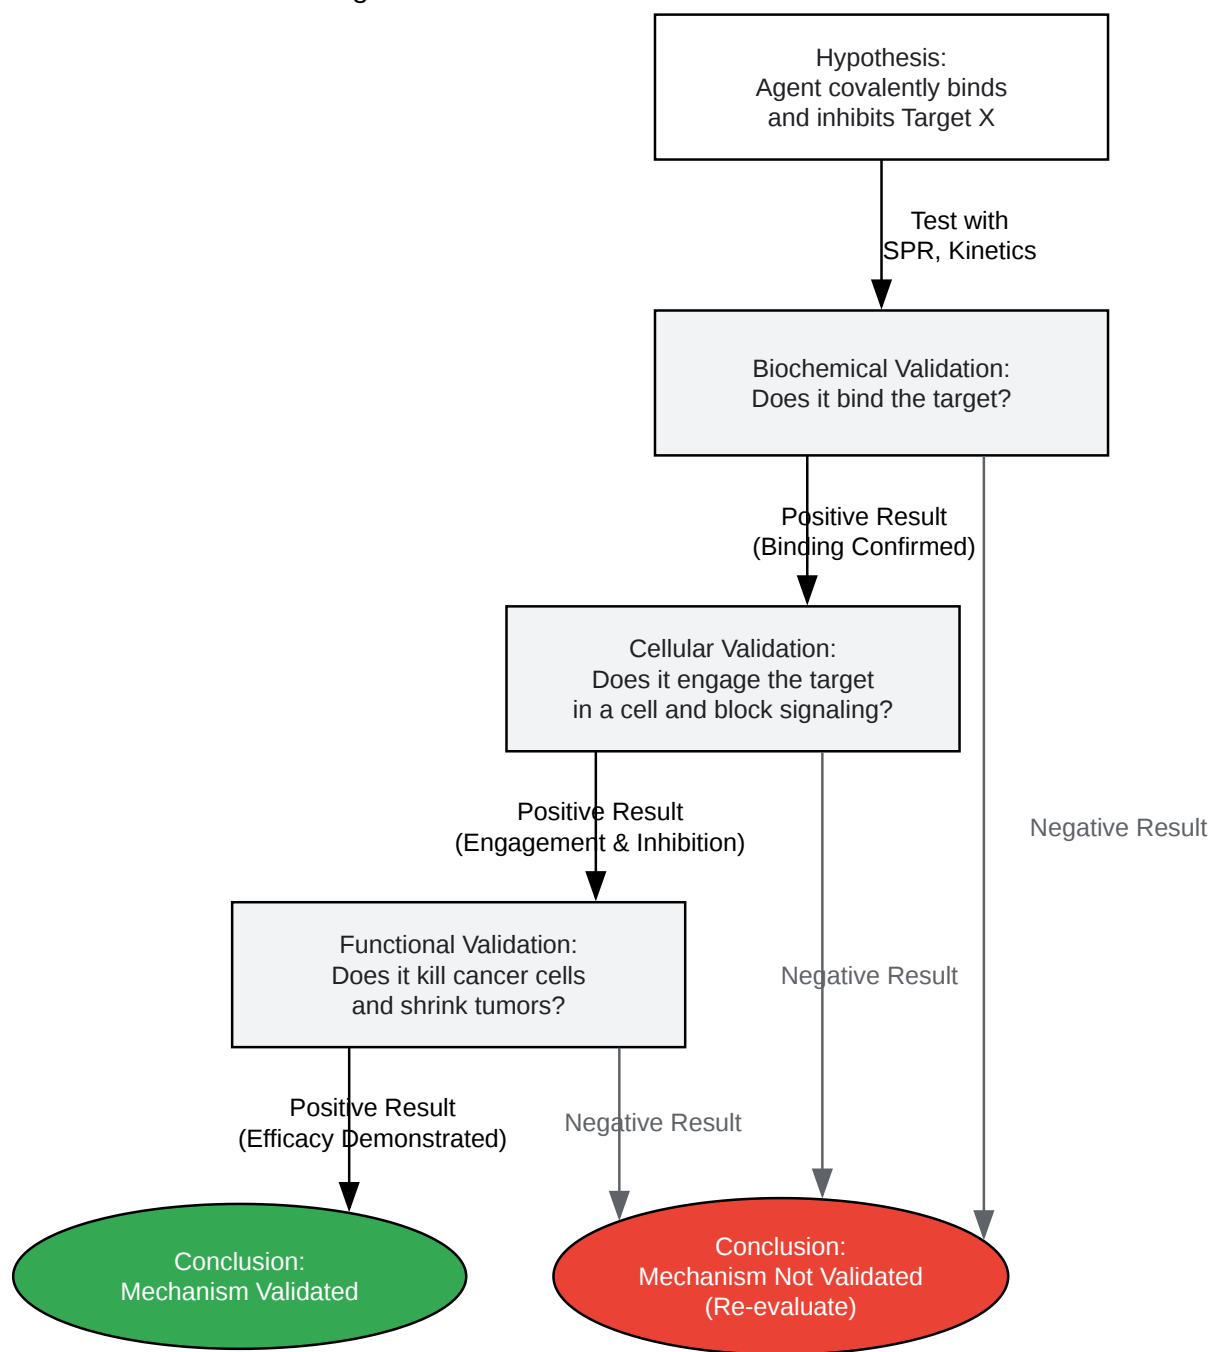 Hypothesis:
Agent covalently binds
and inhibits Target X
Test with
SPR, Kinetics
Biochemical Validation:
Does it bind the target?
Positive Result
(Binding Confirmed)
Cellular Validation:
Does it engage the target
in a cell and block signaling?
Positive Result
(Engagement & Inhibition)
Negative Result
Functional Validation:
Does it kill cancer cells
and shrink tumors?
Negative Result
Positive Result
(Efficacy Demonstrated)
Negative Result
Conclusion:
Mechanism Validated
Conclusion:
Mechanism Not Validated
(Re-evaluate)